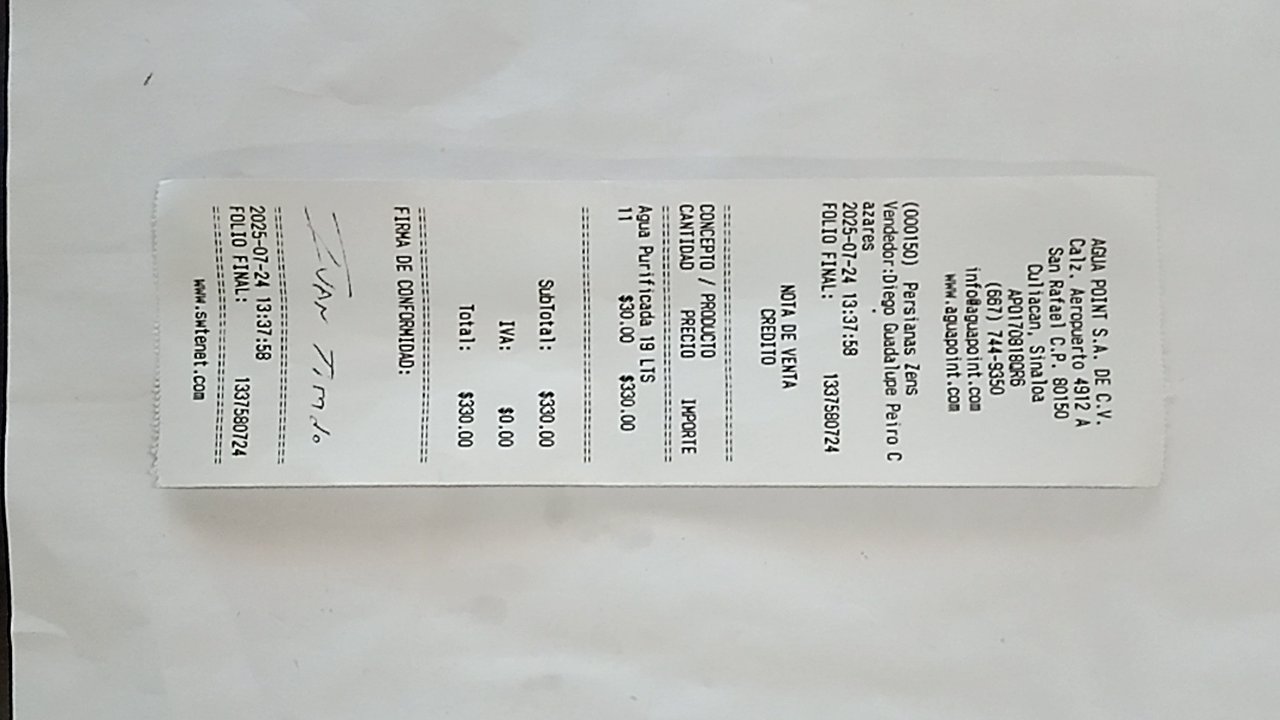 AGUA POINT S.A. DE C.V.
Calz. Aeropuerto 4912 A
San Rafael C.P. 80150
Culiacan, Sinaloa
APO170818QR6
(667) 744-9350
info@aguapoint.com
www.aguapoint.com
(000150) Persianas Zens
Vendedor:Diego Guadalupe Peiro C
azares
2025-07-24 13:37:58
FOLIO FINAL: 1337580724
NOTA DE VENTA
CREDITO
================================
CONCEPTO / PRODUCTO
CANTIDAD PRECIO IMPORTE
================================
Agua Purificada 19 LTS
11 $30.00 $330.00
================================
SubTotal: $330.00
IVA: $0.00
Total: $330.00
================================
FIRMA DE CONFORMIDAD:
================================
2025-07-24 13:37:58
FOLIO FINAL: 1337580724
================================
www.swtenet.com